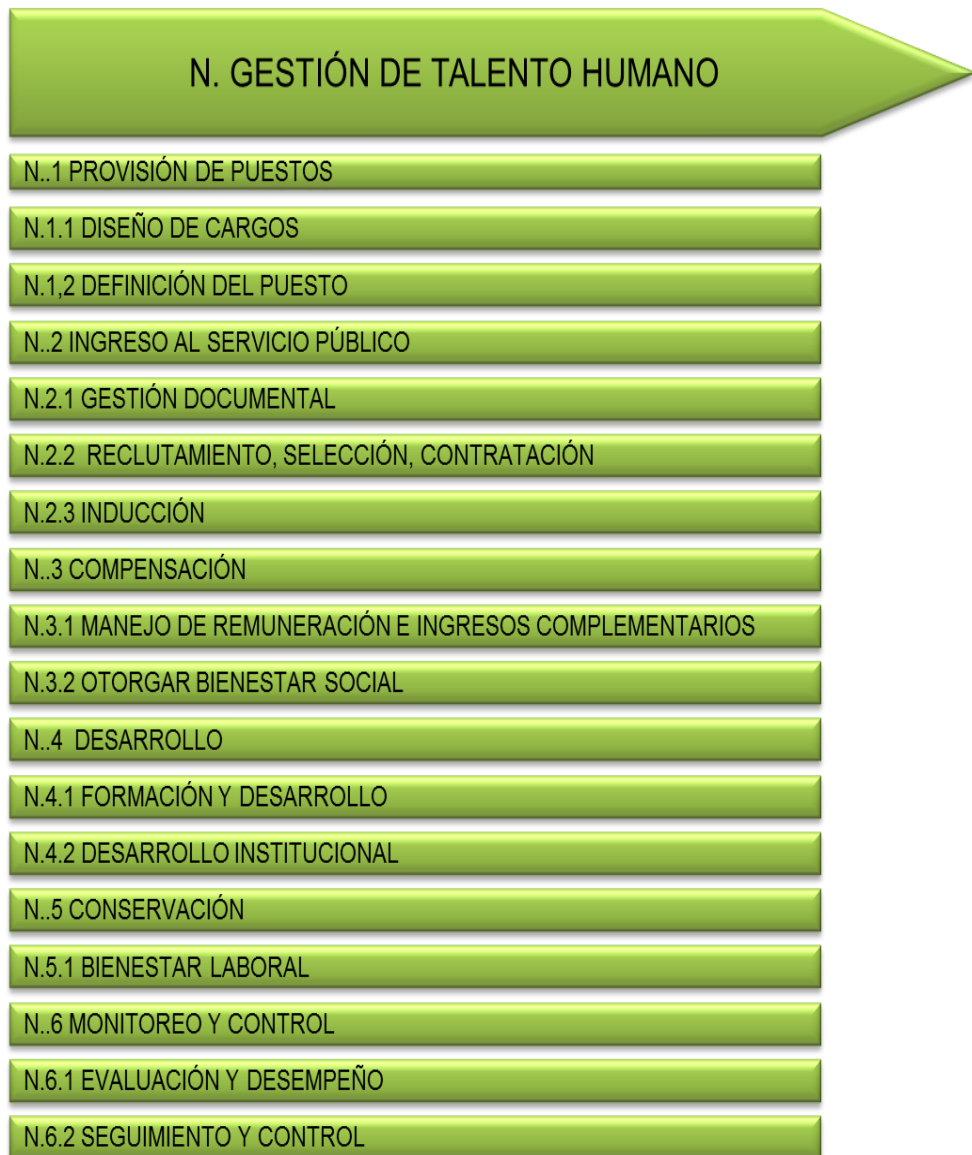 N. GESTIÓN DE TALENTO HUMANO
N..1 PROVISIÓN DE PUESTOS
N.1.1 DISEÑO DE CARGOS
N.1,2 DEFINICIÓN DEL PUESTO
N..2 INGRESO AL SERVICIO PÚBLICO
N.2.1 GESTIÓN DOCUMENTAL
N.2.2 RECLUTAMIENTO, SELECCIÓN, CONTRATACIÓN
N.2.3 INDUCCIÓN
N..3 COMPENSACIÓN
N.3.1 MANEJO DE REMUNERACIÓN E INGRESOS COMPLEMENTARIOS
N.3.2 OTORGAR BIENESTAR SOCIAL
N..4 DESARROLLO
N.4.1 FORMACIÓN Y DESARROLLO
N.4.2 DESARROLLO INSTITUCIONAL
N..5 CONSERVACIÓN
N.5.1 BIENESTAR LABORAL
N..6 MONITOREO Y CONTROL
N.6.1 EVALUACIÓN Y DESEMPEÑO
N.6.2 SEGUIMIENTO Y CONTROL